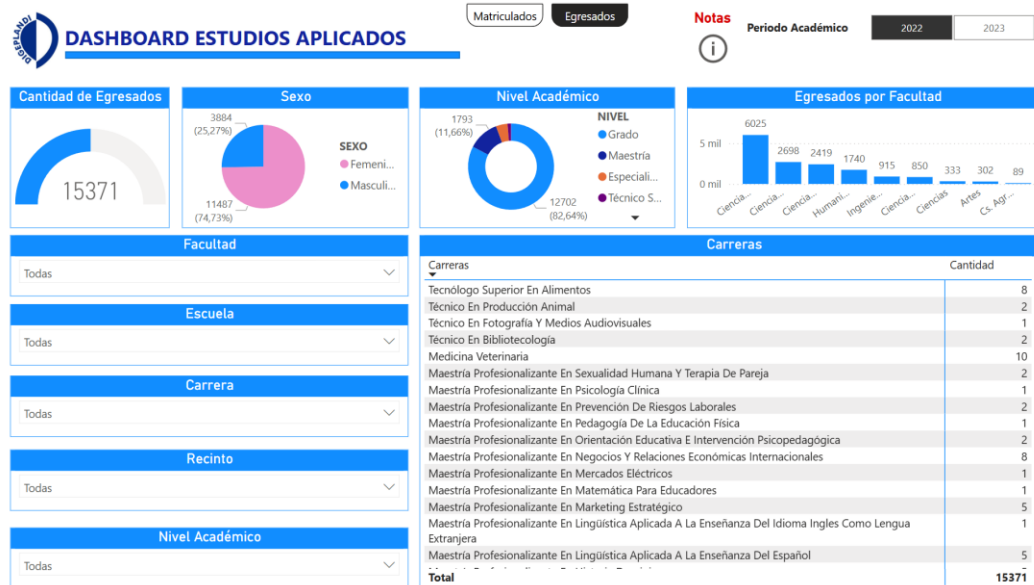 DIGEPLANDI
DASHBOARD ESTUDIOS APLICADOS
Matriculados
Egresados
Notas
Periodo Académico
2022
2023
Cantidad de Egresados
15371
Sexo
3884
(25,27%)
11487
(74,73%)
SEXO
Femeni...
Masculi...
Nivel Académico
1793
(11,66%)
12702
(82,64%)
NIVEL
Grado
Maestría
Especiali...
Técnico S...
Egresados por Facultad
5 mil
0 mil
6025
2698
2419
1740
915
850
333
302
89
Ciencia...
Ciencia...
Ciencia...
Humani...
Ingenie...
Ciencia...
Ciencias
Artes
Cs. Agr...
Facultad
Todas
Escuela
Todas
Carrera
Todas
Recinto
Todas
Nivel Académico
Todas
Carreras
Carreras Cantidad
Tecnólogo Superior En Alimentos 8
Técnico En Producción Animal 2
Técnico En Fotografía Y Medios Audiovisuales 1
Técnico En Bibliotecología 2
Medicina Veterinaria 10
Maestría Profesionalizante En Sexualidad Humana Y Terapia De Pareja 2
Maestría Profesionalizante En Psicología Clínica 1
Maestría Profesionalizante En Prevención De Riesgos Laborales 2
Maestría Profesionalizante En Pedagogía De La Educación Física 1
Maestría Profesionalizante En Orientación Educativa E Intervención Psicopedagógica 2
Maestría Profesionalizante En Negocios Y Relaciones Económicas Internacionales 8
Maestría Profesionalizante En Mercados Eléctricos 1
Maestría Profesionalizante En Matemática Para Educadores 1
Maestría Profesionalizante En Marketing Estratégico 5
Maestría Profesionalizante En Lingüística Aplicada A La Enseñanza Del Idioma Ingles Como Lengua 1
Extranjera
Maestría Profesionalizante En Lingüística Aplicada A La Enseñanza Del Español 5
Total 15371